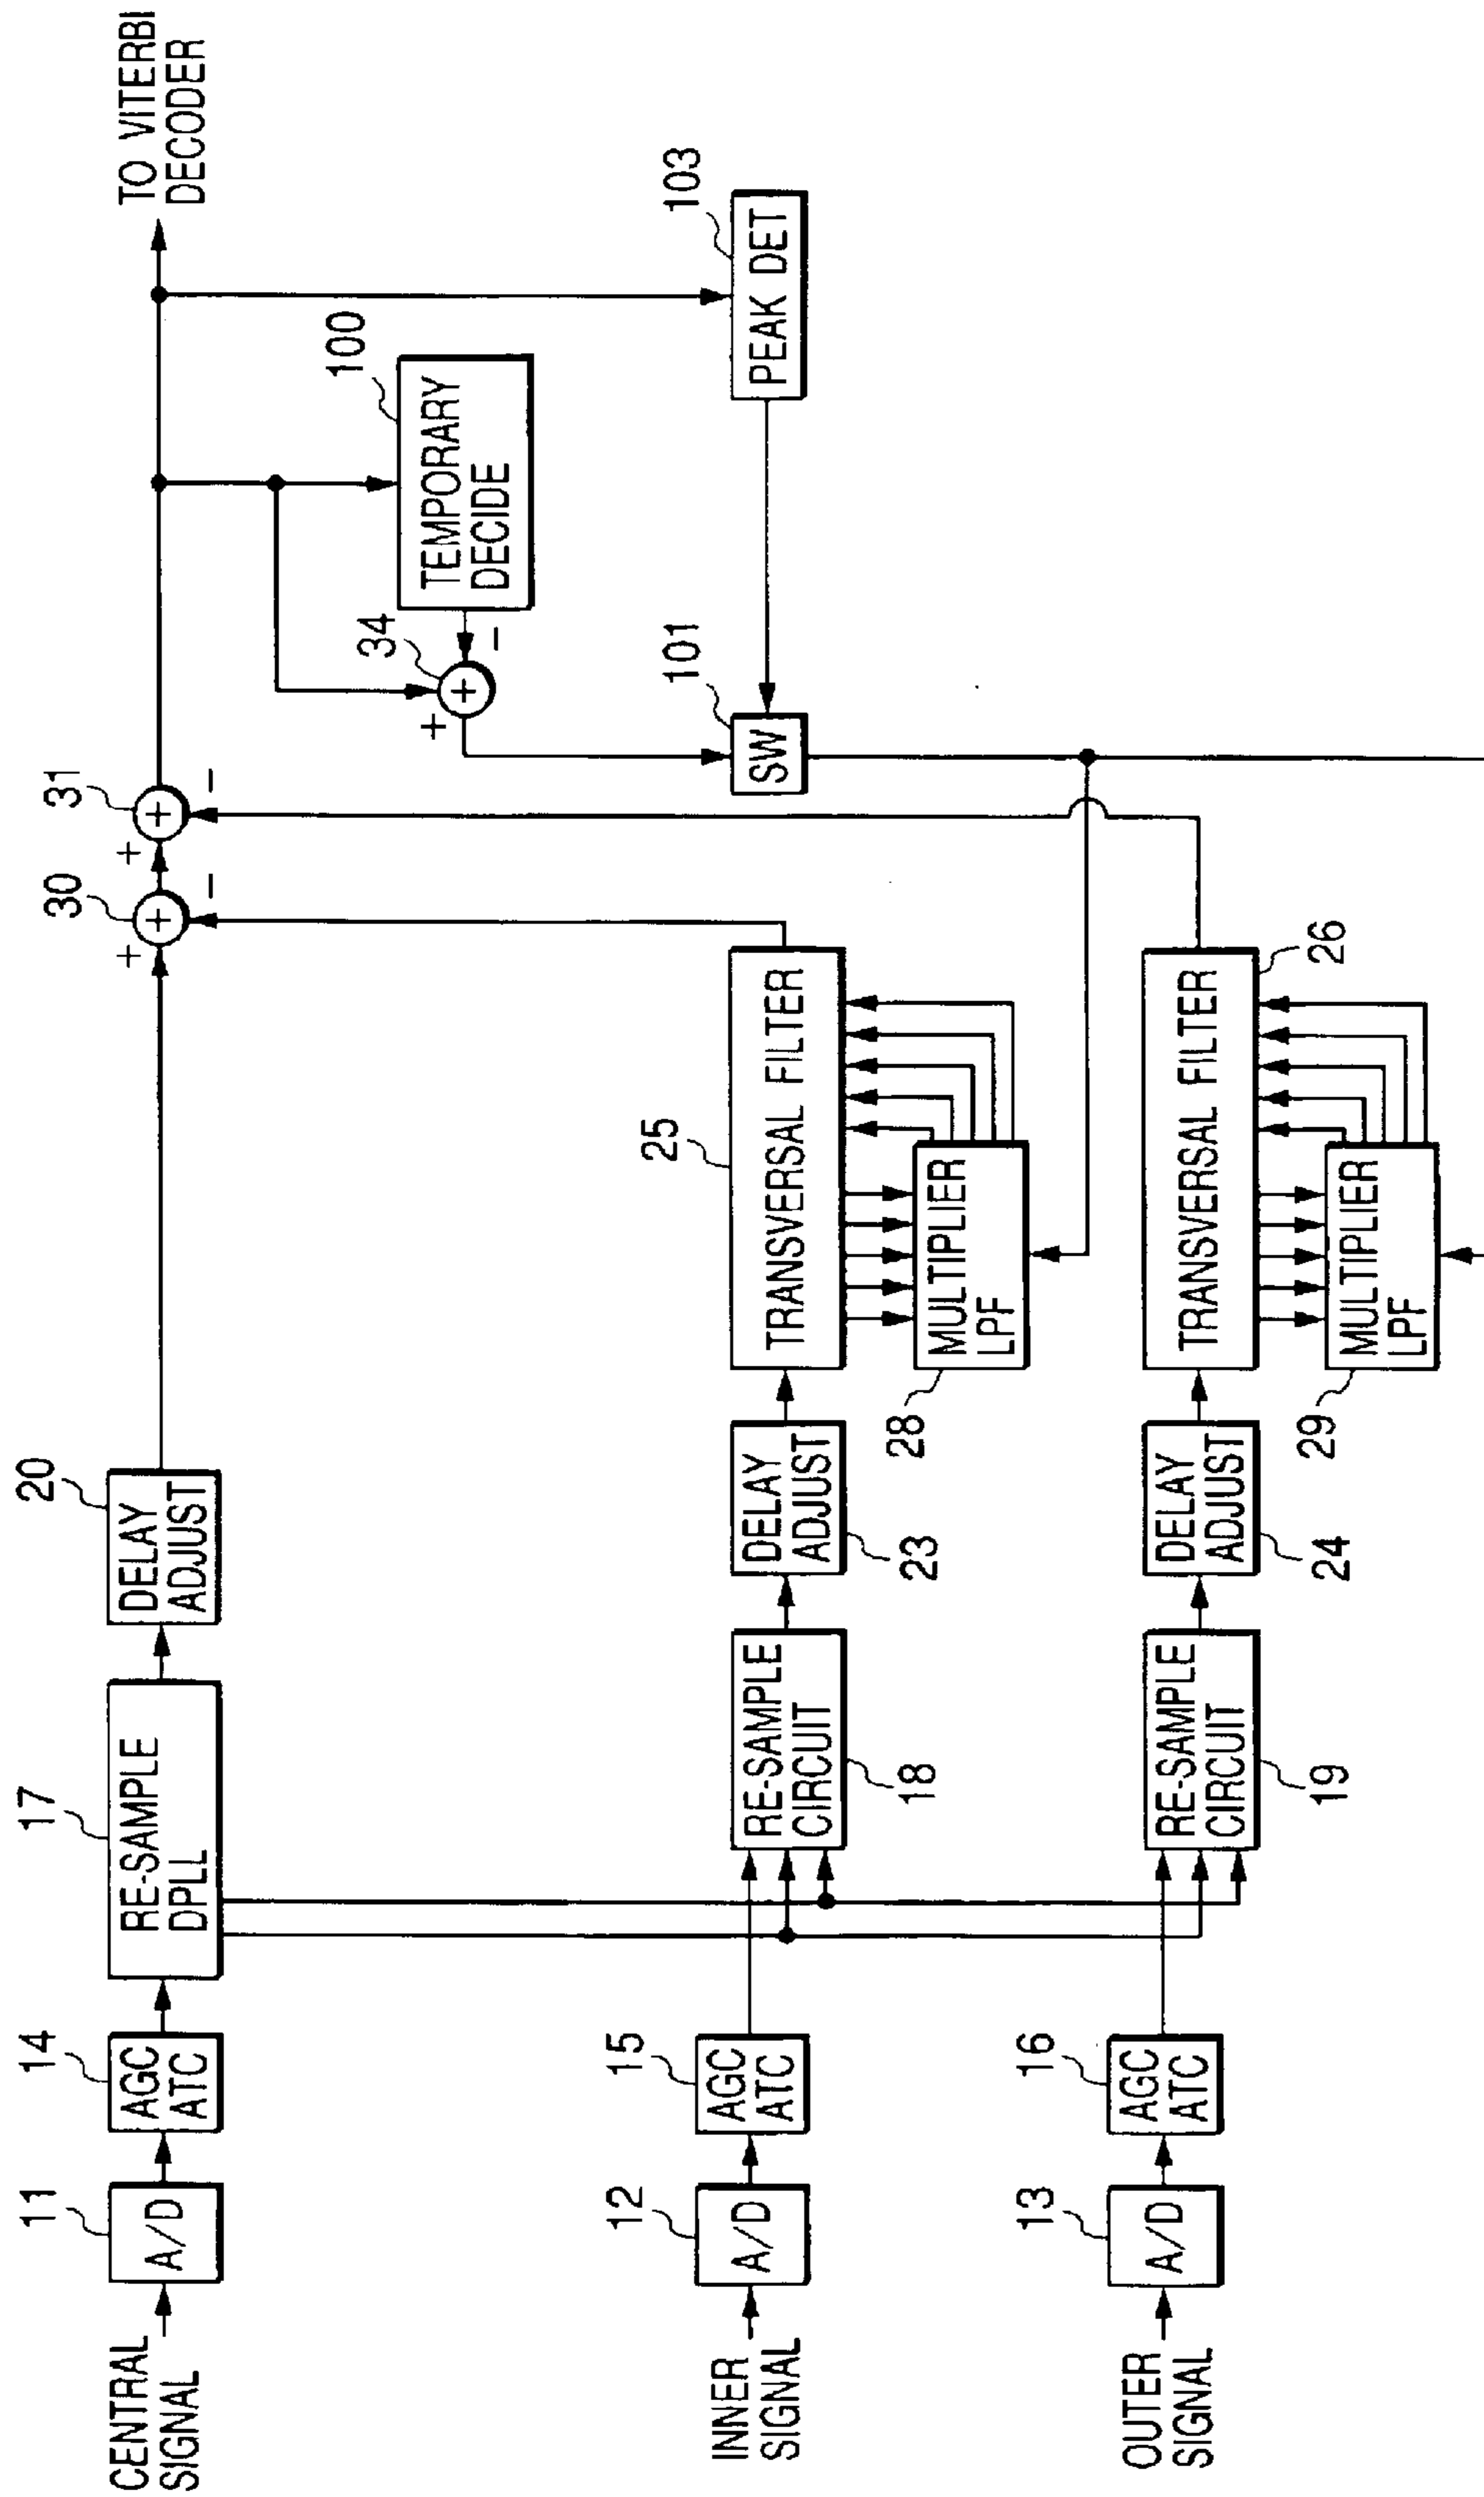 CENTRAL
SIGNAL
11
A/D
14
AGC
ATC
17
RE-SAMPLE
DPLL
20
DELAY
ADJUST
30
+
+
-
31
+
+
-
TO VITERBI
DECODER
34
+
+
-
100
TEMPORARY
DECIDE
101
SW
103
PEAK DET
INNER
SIGNAL
12
A/D
15
AGC
ATC
RE-SAMPLE
CIRCUIT
18
DELAY
ADJUST
23
25
TRANSVERSAL FILTER
MULTIPLIER
LPF
28
OUTER
SIGNAL
13
A/D
16
AGC
ATC
RE-SAMPLE
CIRCUIT
19
DELAY
ADJUST
24
TRANSVERSAL FILTER
26
MULTIPLIER
LPF
29